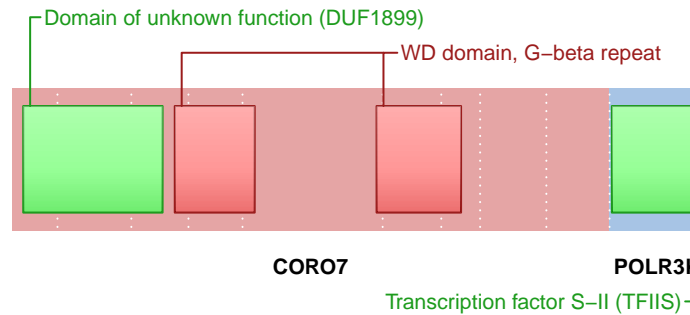 Domain of unknown function (DUF1899)
WD domain, G−beta repeat
CORO7
Transcription factor S−II (TFIIS)